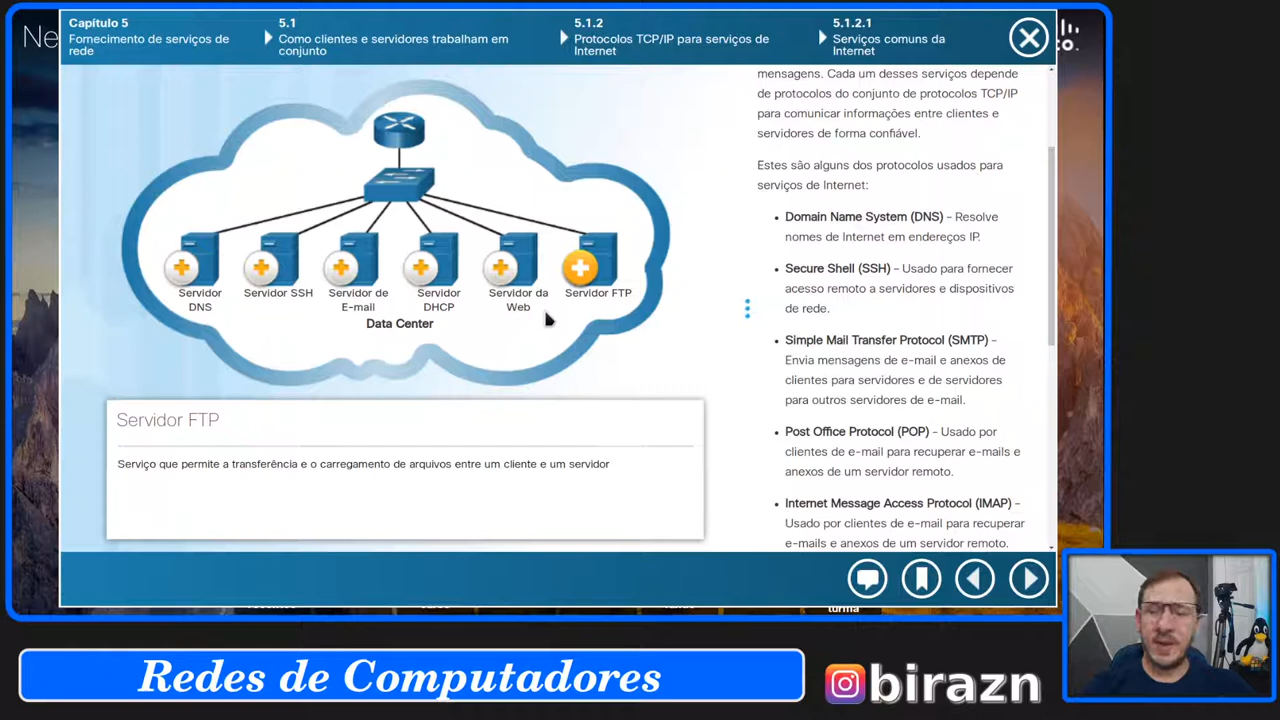 Ne
Capítulo 5
Fornecimento de serviços de
rede
5.1
Como clientes e servidores trabalham em
conjunto
5.1.2
Protocolos TCP/IP para serviços de
Internet
5.1.2.1
Serviços comuns da
Internet
co.
Servidor
DNS
Servidor SSH
Servidor de
E-mail
Servidor
DHCP
Servidor da
Web
Servidor FTP
Data Center
Servidor FTP
Serviço que permite a transferência e o carregamento de arquivos entre um cliente e um servidor
mensagens. Cada um desses serviços depende
de protocolos do conjunto de protocolos TCP/IP
para comunicar informações entre clientes e
servidores de forma confiável.
Estes são alguns dos protocolos usados para
serviços de Internet:
• Domain Name System (DNS) – Resolve
nomes de Internet em endereços IP.
• Secure Shell (SSH) – Usado para fornecer
acesso remoto a servidores e dispositivos
de rede.
• Simple Mail Transfer Protocol (SMTP) –
Envia mensagens de e-mail e anexos de
clientes para servidores e de servidores
para outros servidores de e-mail.
• Post Office Protocol (POP) – Usado por
clientes de e-mail para recuperar e-mails e
anexos de um servidor remoto.
• Internet Message Access Protocol (IMAP) –
Usado por clientes de e-mail para recuperar
e-mails e anexos de um servidor remoto.
turma
Redes de Computadores
birazn